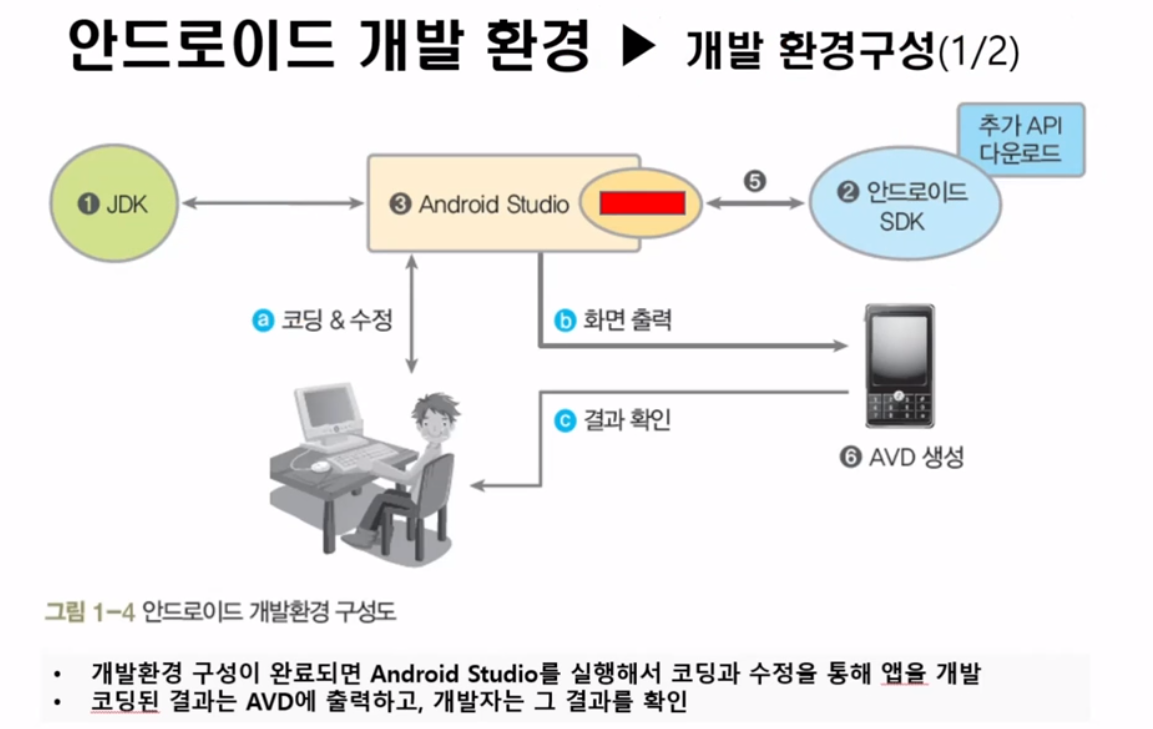 안드로이드 개발 환경 ▶ 개발 환경구성(1/2)
추가 API
다운로드
❶ JDK
❸ Android Studio
❺
❷ 안드로이드
SDK
ⓐ 코딩 & 수정
ⓑ 화면 출력
ⓒ 결과 확인
❻ AVD 생성
그림 1-4 안드로이드 개발환경 구성도
• 개발환경 구성이 완료되면 Android Studio를 실행해서 코딩과 수정을 통해 앱을 개발
• 코딩된 결과는 AVD에 출력하고, 개발자는 그 결과를 확인